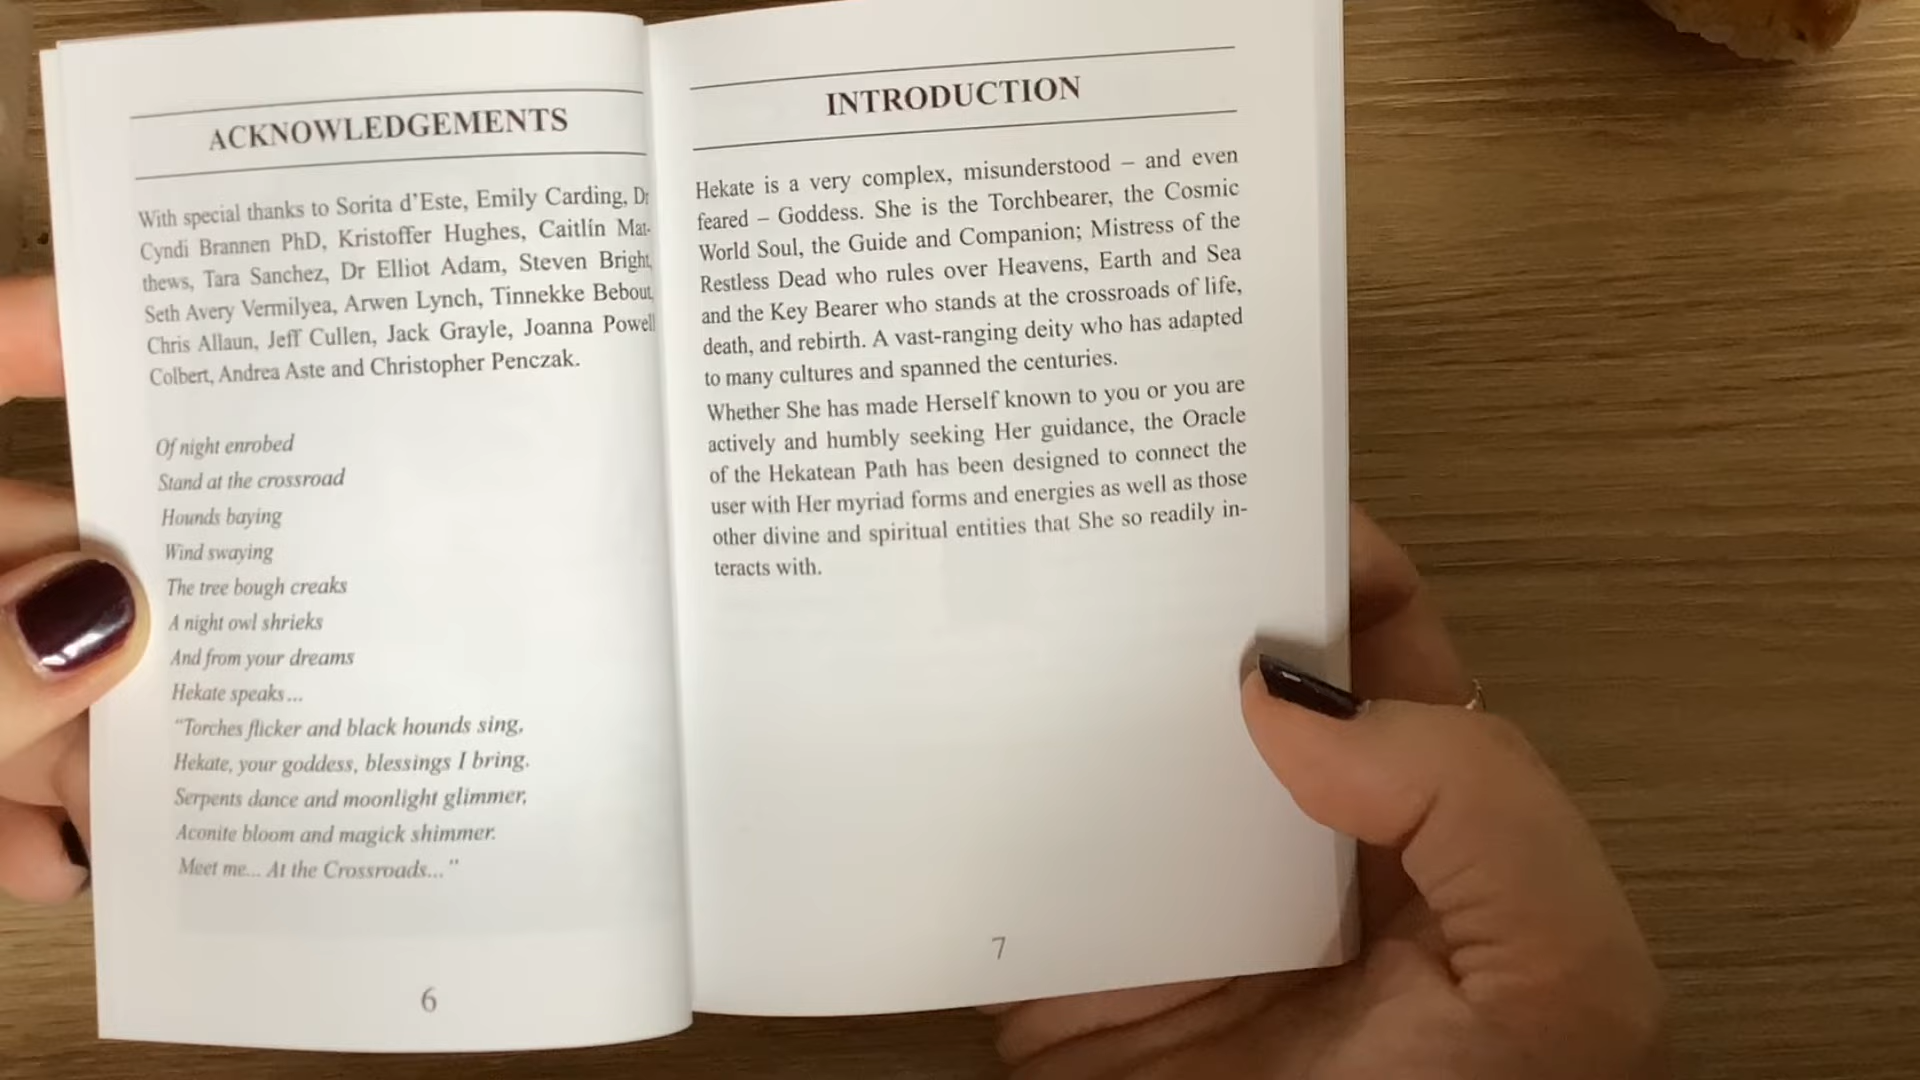 ACKNOWLEDGEMENTS
With special thanks to Sorita d’Este, Emily Carding, Dr
Cyndi Brannen PhD, Kristoffer Hughes, Caitlín Mat-
thews, Tara Sanchez, Dr Elliot Adam, Steven Bright,
Seth Avery Vermilyea, Arwen Lynch, Tinnekke Bebout,
Chris Allaun, Jeff Cullen, Jack Grayle, Joanna Powell
Colbert, Andrea Aste and Christopher Penczak.
Of night enrobed
Stand at the crossroad
Hounds baying
Wind swaying
The tree bough creaks
A night owl shrieks
And from your dreams
Hekate speaks…
“Torches flicker and black hounds sing,
Hekate, your goddess, blessings I bring.
Serpents dance and moonlight glimmer,
Aconite bloom and magick shimmer.
Meet me... At the Crossroads...”
6
INTRODUCTION
Hekate is a very complex, misunderstood – and even
feared – Goddess. She is the Torchbearer, the Cosmic
World Soul, the Guide and Companion; Mistress of the
Restless Dead who rules over Heavens, Earth and Sea
and the Key Bearer who stands at the crossroads of life,
death, and rebirth. A vast-ranging deity who has adapted
to many cultures and spanned the centuries.
Whether She has made Herself known to you or you are
actively and humbly seeking Her guidance, the Oracle
of the Hekatean Path has been designed to connect the
user with Her myriad forms and energies as well as those
other divine and spiritual entities that She so readily in-
teracts with.
7